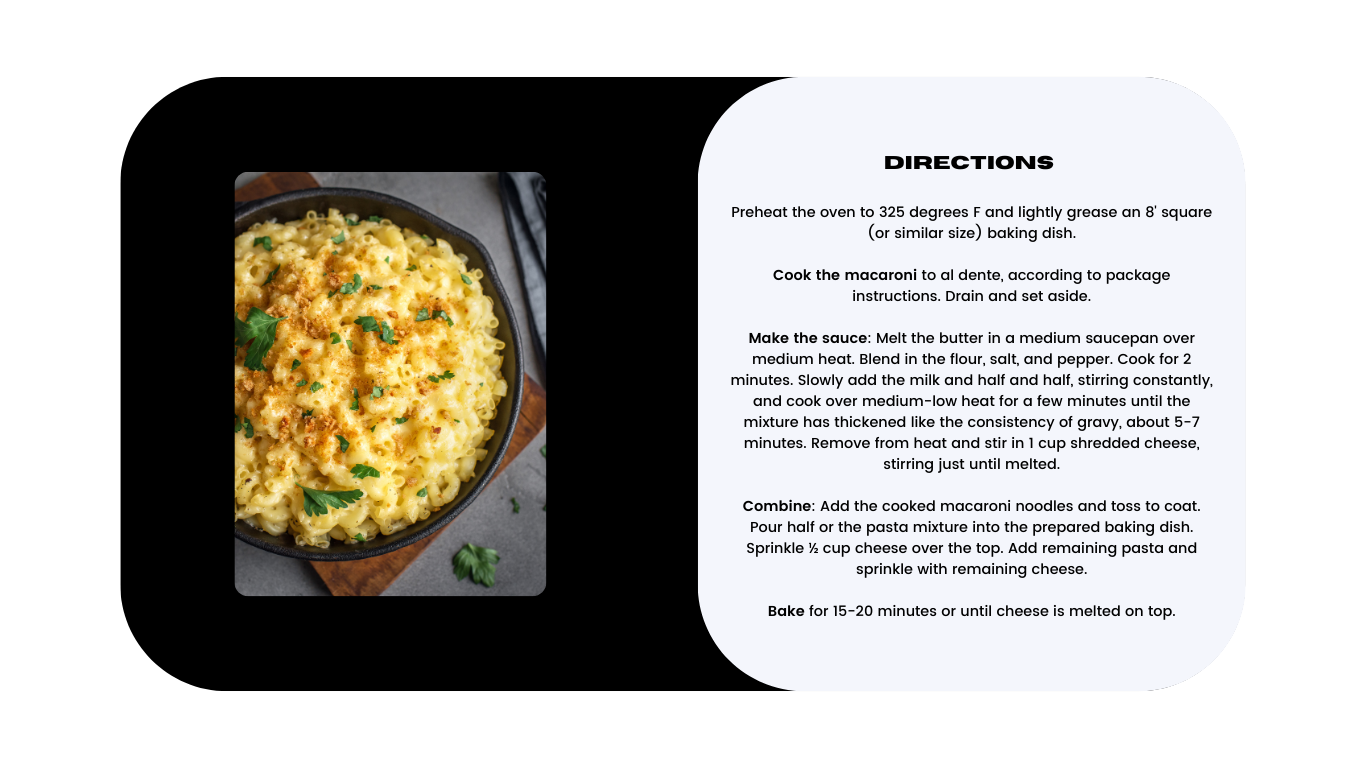 DIRECTIONS
Preheat the oven to 325 degrees F and lightly grease an 8' square
(or similar size) baking dish.
Cook the macaroni to al dente, according to package
instructions. Drain and set aside.
Make the sauce: Melt the butter in a medium saucepan over
medium heat. Blend in the flour, salt, and pepper. Cook for 2
minutes. Slowly add the milk and half and half, stirring constantly,
and cook over medium-low heat for a few minutes until the
mixture has thickened like the consistency of gravy, about 5-7
minutes. Remove from heat and stir in 1 cup shredded cheese,
stirring just until melted.
Combine: Add the cooked macaroni noodles and toss to coat.
Pour half or the pasta mixture into the prepared baking dish.
Sprinkle ½ cup cheese over the top. Add remaining pasta and
sprinkle with remaining cheese.
Bake for 15-20 minutes or until cheese is melted on top.